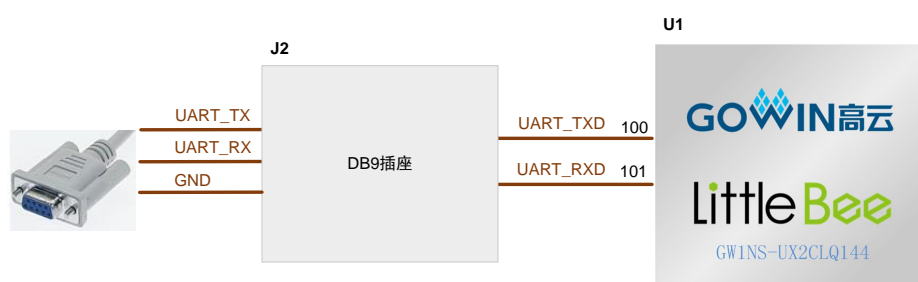 U1
J2
UART_TX
UART_RX
GND
DB9插座
UART_TXD 100
UART_RXD 101
GOWIN高云
LittleBee
GW1NS-UX2CLQ144